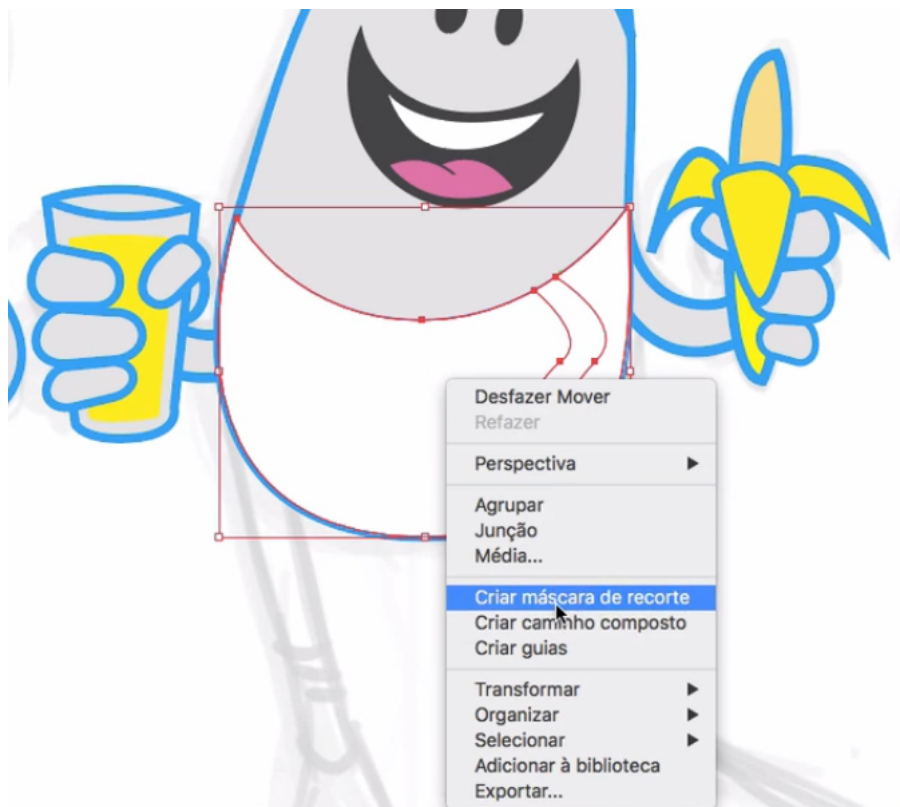 Desfazer Mover
Refazer
Perspectiva
Agrupar
Junção
Média...
Criar máscara de recorte
Criar caminho composto
Criar guias
Transformar
Organizar
Selecionar
Adicionar à biblioteca
Exportar...